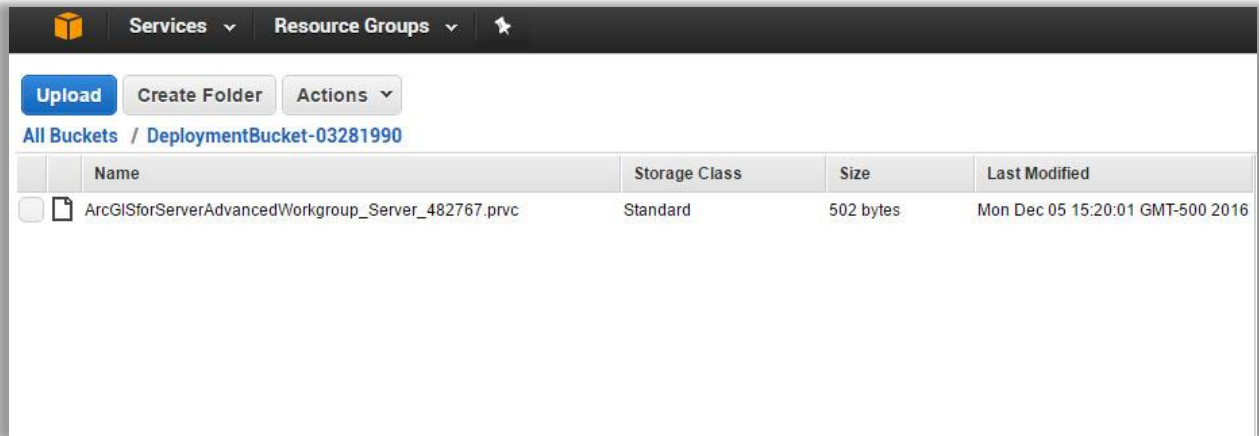 Services Resource Groups
Upload Create Folder Actions
All Buckets / DeploymentBucket-03281990
Name Storage Class Size Last Modified
ArcGISforServerAdvancedWorkgroup_Server_482767.prvc Standard 502 bytes Mon Dec 05 15:20:01 GMT-500 2016